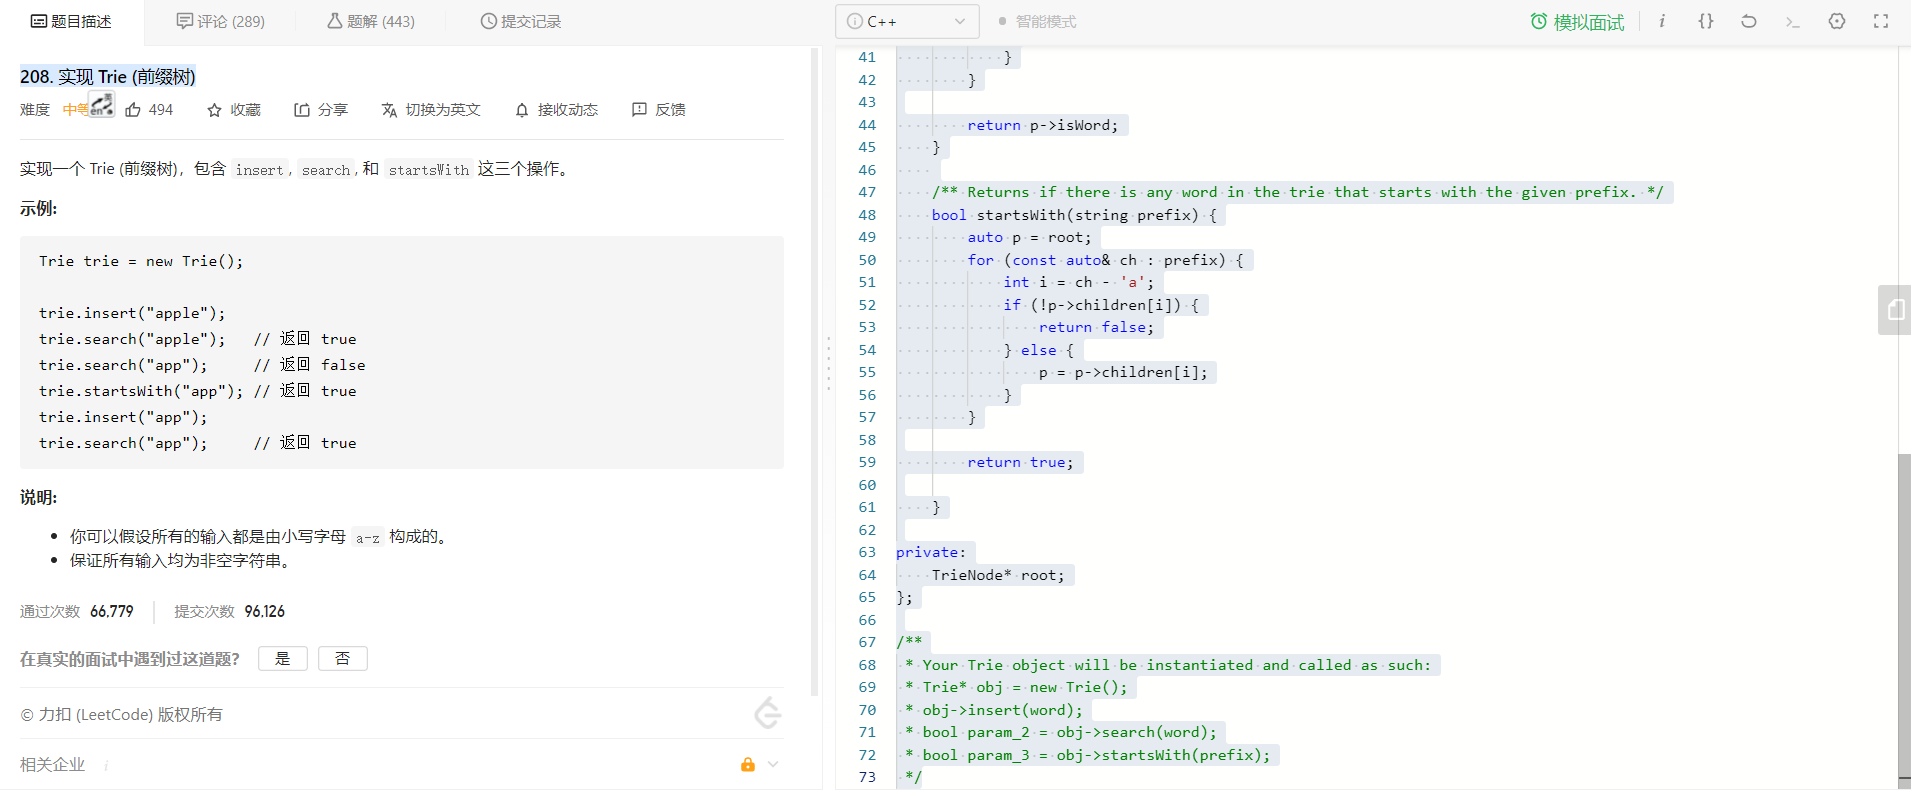 题目描述
评论 (289)
题解 (443)
提交记录
208. 实现 Trie (前缀树)
难度 中等 494 收藏 分享 切换为英文 接收动态 反馈
实现一个 Trie (前缀树)，包含 insert, search, 和 startsWith 这三个操作。
示例:
Trie trie = new Trie();
trie.insert("apple");
trie.search("apple");   // 返回 true
trie.search("app");     // 返回 false
trie.startsWith("app"); // 返回 true
trie.insert("app");
trie.search("app");     // 返回 true
说明:
你可以假设所有的输入都是由小写字母 a-z 构成的。
保证所有输入均为非空字符串。
通过次数 66,779 提交次数 96,126
在真实的面试中遇到过这道题? 是 否
© 力扣 (LeetCode) 版权所有
相关企业 i
C++ 智能模式 模拟面试 i {} >_
41 }
42 }
43
44 return p->isWord;
45 }
46
47 /** Returns if there is any word in the trie that starts with the given prefix. */
48 bool startsWith(string prefix) {
49 auto p = root;
50 for (const auto& ch : prefix) {
51 int i = ch - 'a';
52 if (!p->children[i]) {
53 return false;
54 } else {
55 p = p->children[i];
56 }
57 }
58
59 return true;
60
61 }
62
63 private:
64 TrieNode* root;
65 };
66
67 /**
68 * Your Trie object will be instantiated and called as such:
69 * Trie* obj = new Trie();
70 * obj->insert(word);
71 * bool param_2 = obj->search(word);
72 * bool param_3 = obj->startsWith(prefix);
73 */